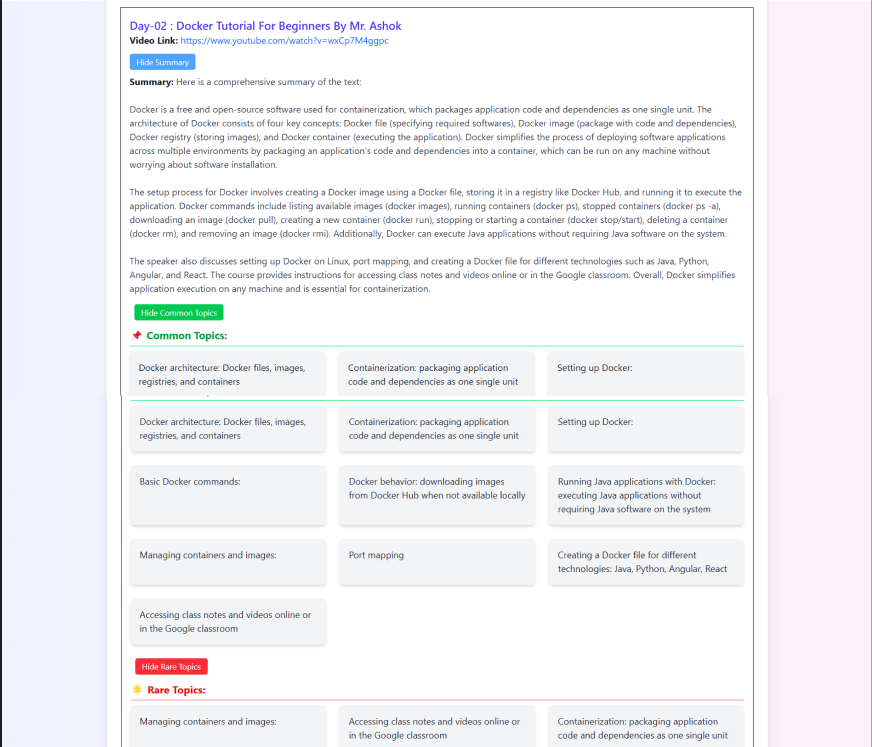 Day-02 : Docker Tutorial For Beginners By Mr. Ashok
Video Link: https://www.youtube.com/watch?v=wxCp7M4ggpc
Hide Summary
Summary: Here is a comprehensive summary of the text:
Docker is a free and open-source software used for containerization, which packages application code and dependencies as one single unit. The
architecture of Docker consists of four key concepts: Docker file (specifying required softwares), Docker image (package with code and dependencies),
Docker registry (storing images), and Docker container (executing the application). Docker simplifies the process of deploying software applications
across multiple environments by packaging an application's code and dependencies into a container, which can be run on any machine without
worrying about software installation.
The setup process for Docker involves creating a Docker image using a Docker file, storing it in a registry like Docker Hub, and running it to execute the
application. Docker commands include listing available images (docker images), running containers (docker ps), stopped containers (docker ps -a),
downloading an image (docker pull), creating a new container (docker run), stopping or starting a container (docker stop/start), deleting a container
(docker rm), and removing an image (docker rmi). Additionally, Docker can execute Java applications without requiring Java software on the system.
The speaker also discusses setting up Docker on Linux, port mapping, and creating a Docker file for different technologies such as Java, Python,
Angular, and React. The course provides instructions for accessing class notes and videos online or in the Google classroom. Overall, Docker simplifies
application execution on any machine and is essential for containerization.
Hide Common Topics
📌 Common Topics:
Docker architecture: Docker files, images,
registries, and containers
Containerization: packaging application
code and dependencies as one single unit
Setting up Docker:
Docker architecture: Docker files, images,
registries, and containers
Containerization: packaging application
code and dependencies as one single unit
Setting up Docker:
Basic Docker commands:
Docker behavior: downloading images
from Docker Hub when not available locally
Running Java applications with Docker:
executing Java applications without
requiring Java software on the system
Managing containers and images:
Port mapping
Creating a Docker file for different
technologies: Java, Python, Angular, React
Accessing class notes and videos online or
in the Google classroom
Hide Rare Topics
🌟 Rare Topics:
Managing containers and images:
Accessing class notes and videos online or
in the Google classroom
Containerization: packaging application
code and dependencies as one single unit